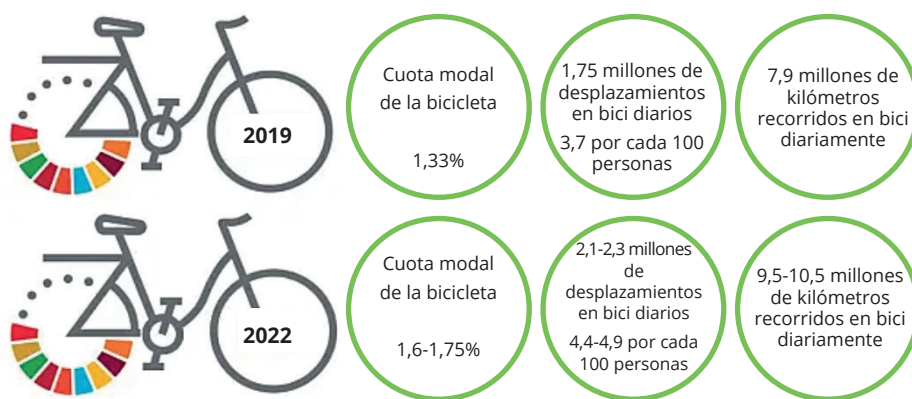 2019
Cuota modal
de la bicicleta
1,33%
1,75 millones de
desplazamientos
en bici diarios
3,7 por cada 100
personas
7,9 millones de
kilómetros
recorridos en bici
diariamente
2022
Cuota modal
de la bicicleta
1,6-1,75%
2,1-2,3 millones
de
desplazamientos
en bici diarios
4,4-4,9 por cada
100 personas
9,5-10,5 millones
de kilómetros
recorridos en bici
diariamente